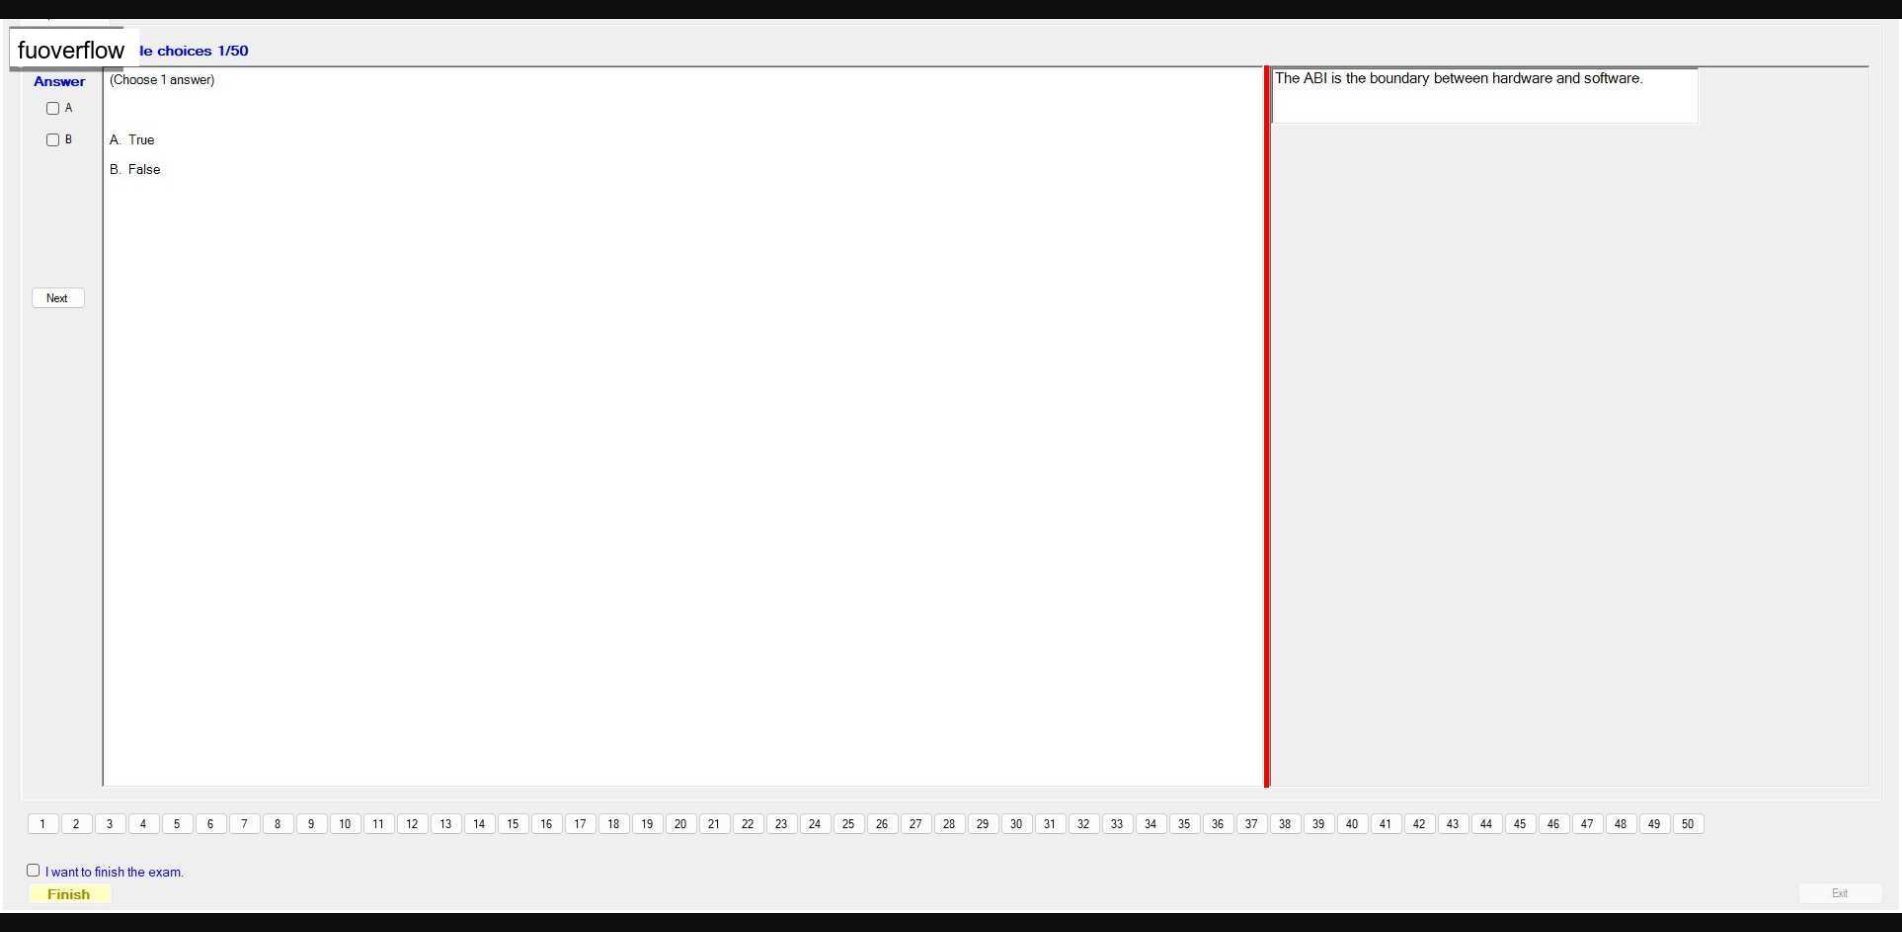 fuoverflow
le choices 1/50
Answer
(Choose 1 answer)
The ABI is the boundary between hardware and software.
A
B
A. True
B. False
Next
1 2 3 4 5 6 7 8 9 10 11 12 13 14 15 16 17 18 19 20 21 22 23 24 25 26 27 28 29 30 31 32 33 34 35 36 37 38 39 40 41 42 43 44 45 46 47 48 49 50
I want to finish the exam.
Finish
Exit